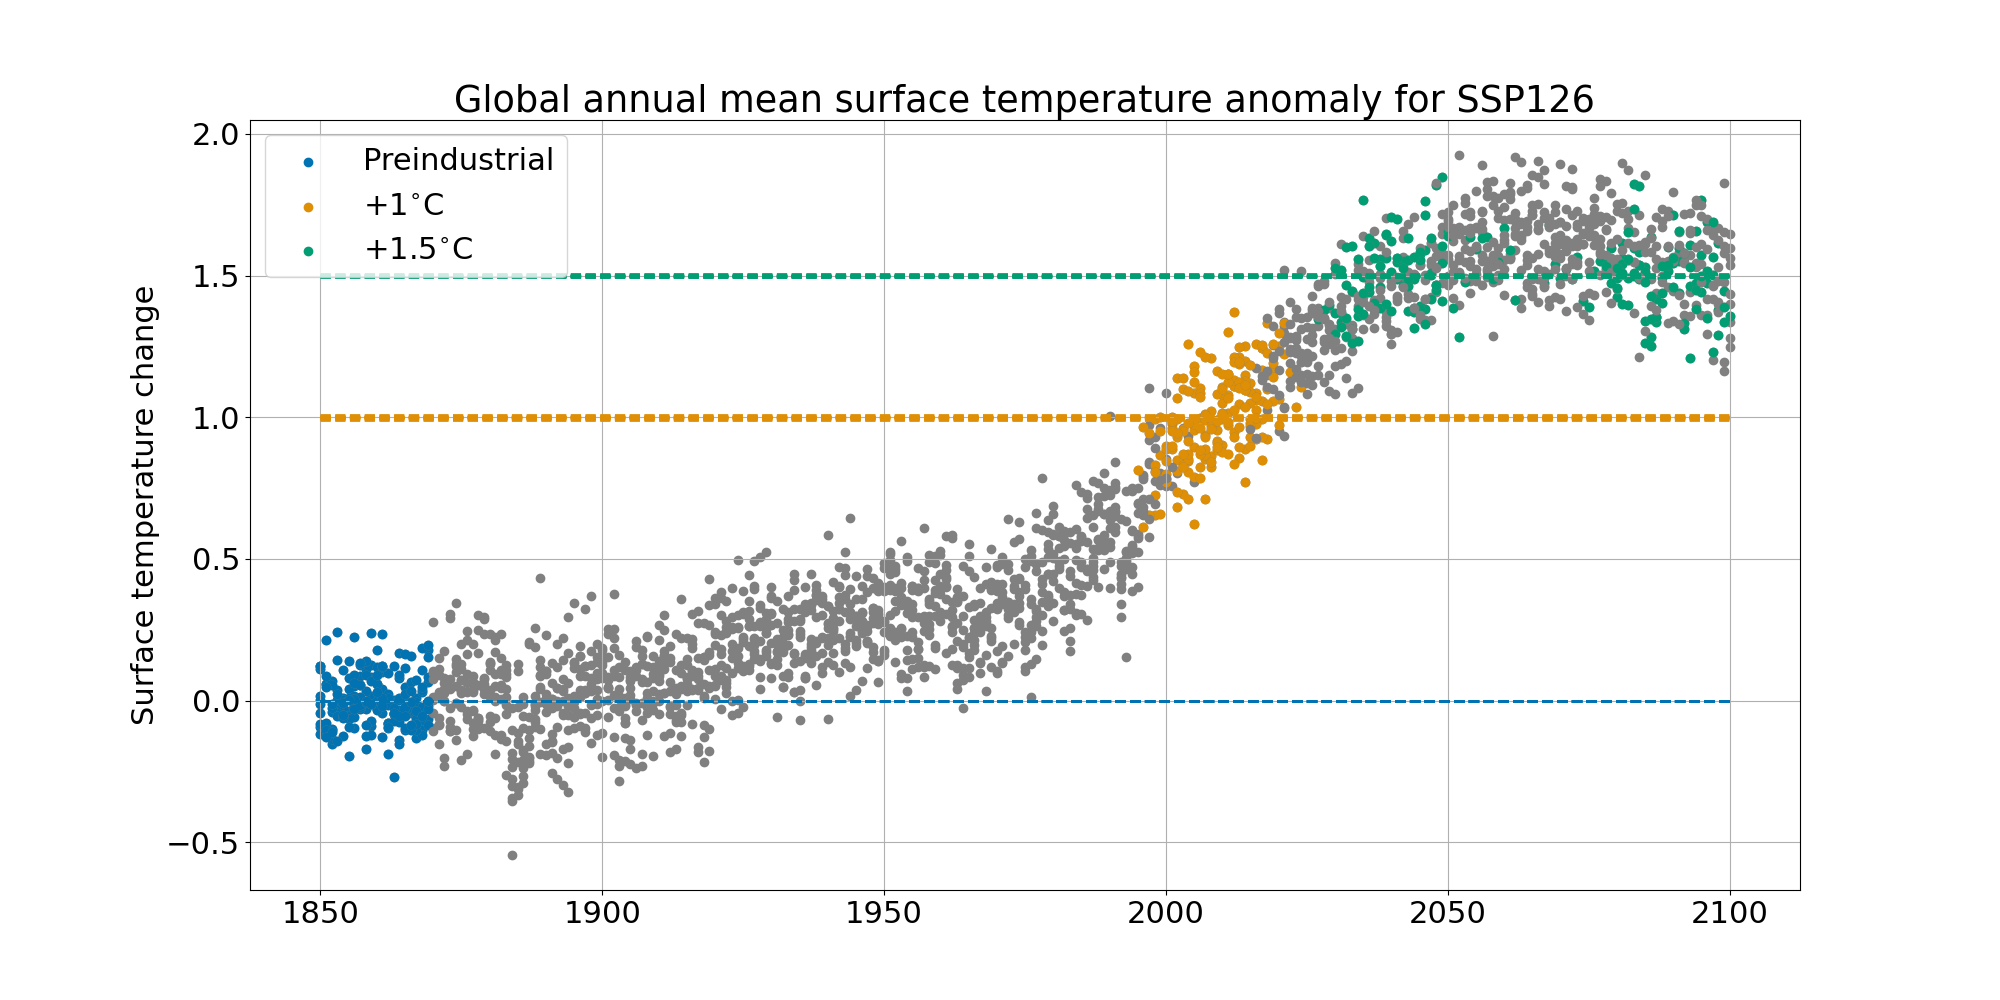 Global annual mean surface temperature anomaly for SSP126
Surface temperature change
2.0
1.5
1.0
0.5
0.0
−0.5
Preindustrial
+1°C
+1.5°C
1850 1900 1950 2000 2050 2100